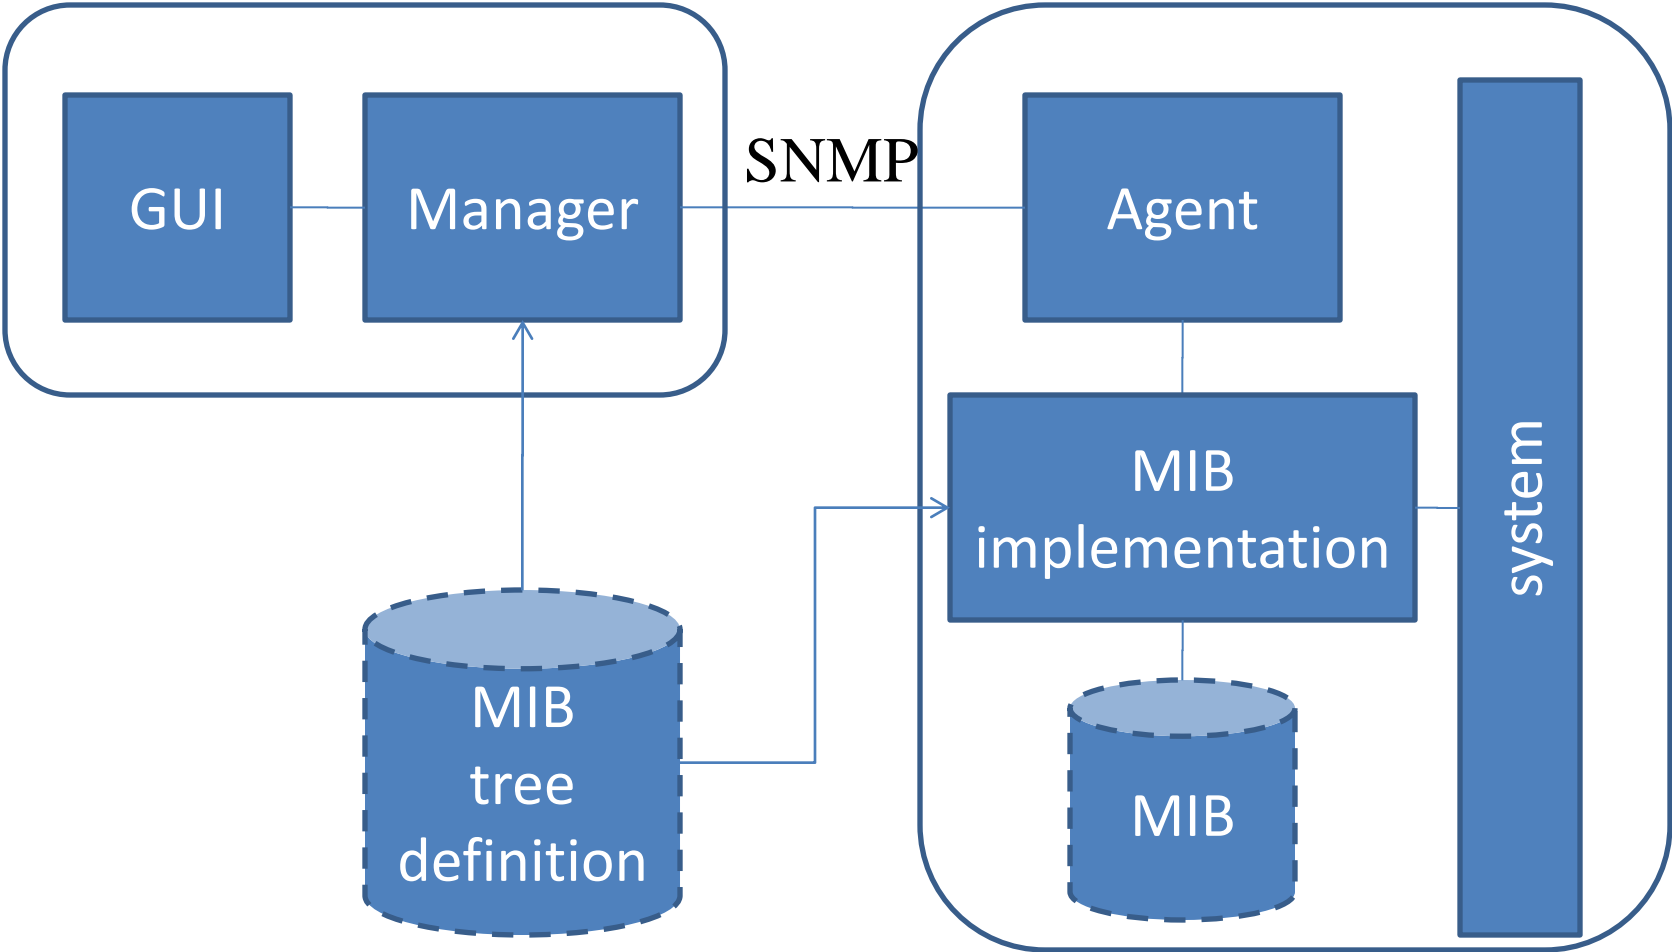 GUI
Manager
SNMP
Agent
MIB
implementation
system
MIB
tree
definition
MIB